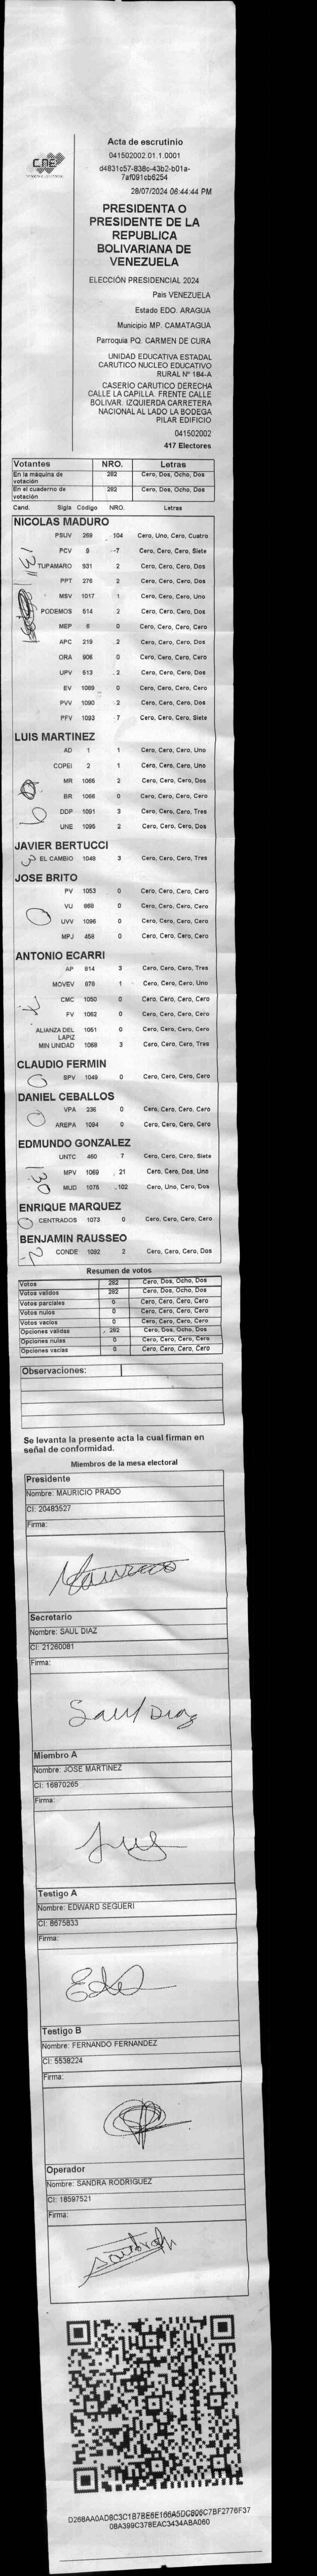 CNE
Acta de escrutinio
041502002.01.1.0001
d4831c57-838c-43b2-b01a-
7af091cb6254
28/07/2024 06:44:44 PM
PRESIDENTA O
PRESIDENTE DE LA
REPUBLICA
BOLIVARIANA DE
VENEZUELA
ELECCIÓN PRESIDENCIAL 2024
Pais VENEZUELA
Estado EDO. ARAGUA
Municipio MP. CAMATAGUA
Parroquia PQ. CARMEN DE CURA
UNIDAD EDUCATIVA ESTADAL
CARUTICO NUCLEO EDUCATIVO
RURAL N° 184-A
CASERIO CARUTICO DERECHA
CALLE LA CAPILLA. FRENTE CALLE
BOLIVAR. IZQUIERDA CARRETERA
NACIONAL AL LADO LA BODEGA
PILAR EDIFICIO
041502002
417 Electores
Votantes NRO. Letras
En la máquina de votación 282 Cero, Dos, Ocho, Dos
En el cuaderno de votación 282 Cero, Dos, Ocho, Dos
Cand. Sigla Codigo NRO. Letras
NICOLAS MADURO
PSUV 269 104 Cero, Uno, Cero, Cuatro
PCV 9 7 Cero, Cero, Cero, Siete
131
TUPAMARO 931 2 Cero, Cero, Cero, Dos
PPT 276 2 Cero, Cero, Cero, Dos
MSV 1017 1 Cero, Cero, Cero, Uno
PODEMOS 514 2 Cero, Cero, Cero, Dos
MEP 6 0 Cero, Cero, Cero, Cero
APC 219 2 Cero, Cero, Cero, Dos
ORA 906 0 Cero, Cero, Cero, Cero
UPV 613 2 Cero, Cero, Cero, Dos
EV 1089 0 Cero, Cero, Cero, Cero
PVV 1090 2 Cero, Cero, Cero, Dos
PFV 1093 7 Cero, Cero, Cero, Siete
LUIS MARTINEZ
AD 1 1 Cero, Cero, Cero, Uno
COPEI 2 1 Cero, Cero, Cero, Uno
MR 1065 2 Cero, Cero, Cero, Dos
BR 1066 0 Cero, Cero, Cero, Cero
9
DDP 1091 3 Cero, Cero, Cero, Tres
UNE 1095 2 Cero, Cero, Cero, Dos
JAVIER BERTUCCI
3 EL CAMBIO 1048 3 Cero, Cero, Cero, Tres
JOSE BRITO
PV 1053 0 Cero, Cero, Cero, Cero
VU 868 0 Cero, Cero, Cero, Cero
0
UVV 1096 0 Cero, Cero, Cero, Cero
MPJ 458 0 Cero, Cero, Cero, Cero
ANTONIO ECARRI
AP 814 3 Cero, Cero, Cero, Tres
MOVEV 878 1 Cero, Cero, Cero, Uno
7
CMC 1050 0 Cero, Cero, Cero, Cero
FV 1062 0 Cero, Cero, Cero, Cero
ALIANZA DEL LAPIZ 1051 0 Cero, Cero, Cero, Cero
MIN UNIDAD 1068 3 Cero, Cero, Cero, Tres
CLAUDIO FERMIN
0 SPV 1049 0 Cero, Cero, Cero, Cero
DANIEL CEBALLOS
0 VPA 236 0 Cero, Cero, Cero, Cero
AREPA 1094 0 Cero, Cero, Cero, Cero
EDMUNDO GONZALEZ
UNTC 460 7 Cero, Cero, Cero, Siete
130
MPV 1069 21 Cero, Cero, Dos, Uno
MUD 1075 102 Cero, Uno, Cero, Dos
ENRIQUE MARQUEZ
0 CENTRADOS 1073 0 Cero, Cero, Cero, Cero
BENJAMIN RAUSSEO
2 CONDE 1092 2 Cero, Cero, Cero, Dos
Resumen de votos
Votos 282 Cero, Dos, Ocho, Dos
Votos validos 282 Cero, Dos, Ocho, Dos
Votos parciales 0 Cero, Cero, Cero, Cero
Votos nulos 0 Cero, Cero, Cero, Cero
Votos vacios 0 Cero, Cero, Cero, Cero
Opciones validas 282 Cero, Dos, Ocho, Dos
Opciones nulas 0 Cero, Cero, Cero, Cero
Opciones vacias 0 Cero, Cero, Cero, Cero
Observaciones:
Se levanta la presente acta la cual firman en
señal de conformidad.
Miembros de la mesa electoral
Presidente
Nombre: MAURICIO PRADO
CI: 20483527
Firma:
Secretario
Nombre: SAUL DIAZ
CI: 21260081
Firma:
Saul Diaz
Miembro A
Nombre: JOSE MARTINEZ
CI: 16870265
Firma:
Testigo A
Nombre: EDWARD SEGUERI
CI: 8675833
Firma:
Testigo B
Nombre: FERNANDO FERNANDEZ
CI: 5538224
Firma:
Operador
Nombre: SANDRA RODRIGUEZ
CI: 18597521
Firma:
D268AA0AD8C3C1B7BE6E166A5DC806C7BF2776F37
08A399C378EAC3434ABA060